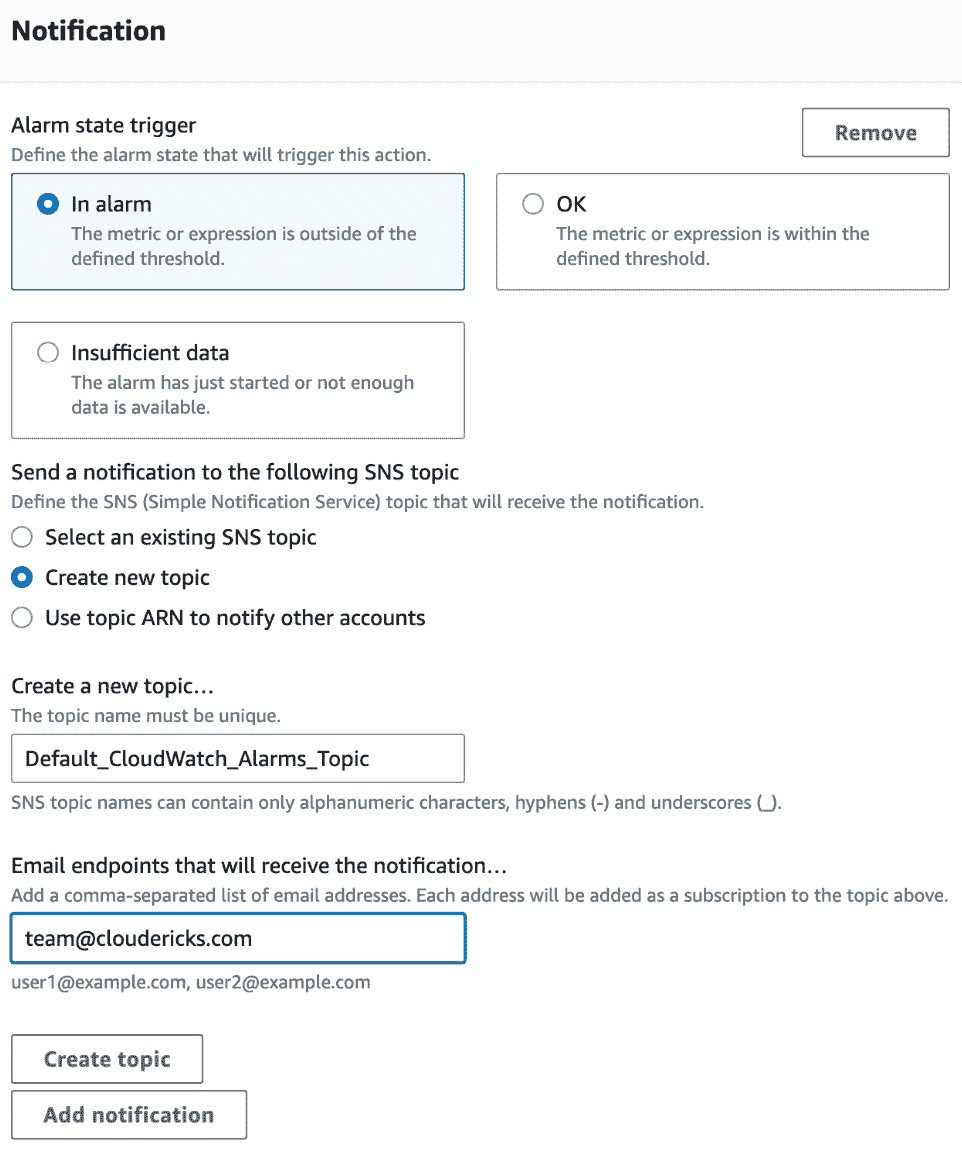 Notification
Alarm state trigger
Remove
Define the alarm state that will trigger this action.
In alarm
The metric or expression is outside of the
defined threshold.
OK
The metric or expression is within the
defined threshold.
Insufficient data
The alarm has just started or not enough
data is available.
Send a notification to the following SNS topic
Define the SNS (Simple Notification Service) topic that will receive the notification.
Select an existing SNS topic
Create new topic
Use topic ARN to notify other accounts
Create a new topic...
The topic name must be unique.
Default_CloudWatch_Alarms_Topic
SNS topic names can contain only alphanumeric characters, hyphens (-) and underscores (_).
Email endpoints that will receive the notification...
Add a comma-separated list of email addresses. Each address will be added as a subscription to the topic above.
team@cloudericks.com
user1@example.com, user2@example.com
Create topic
Add notification